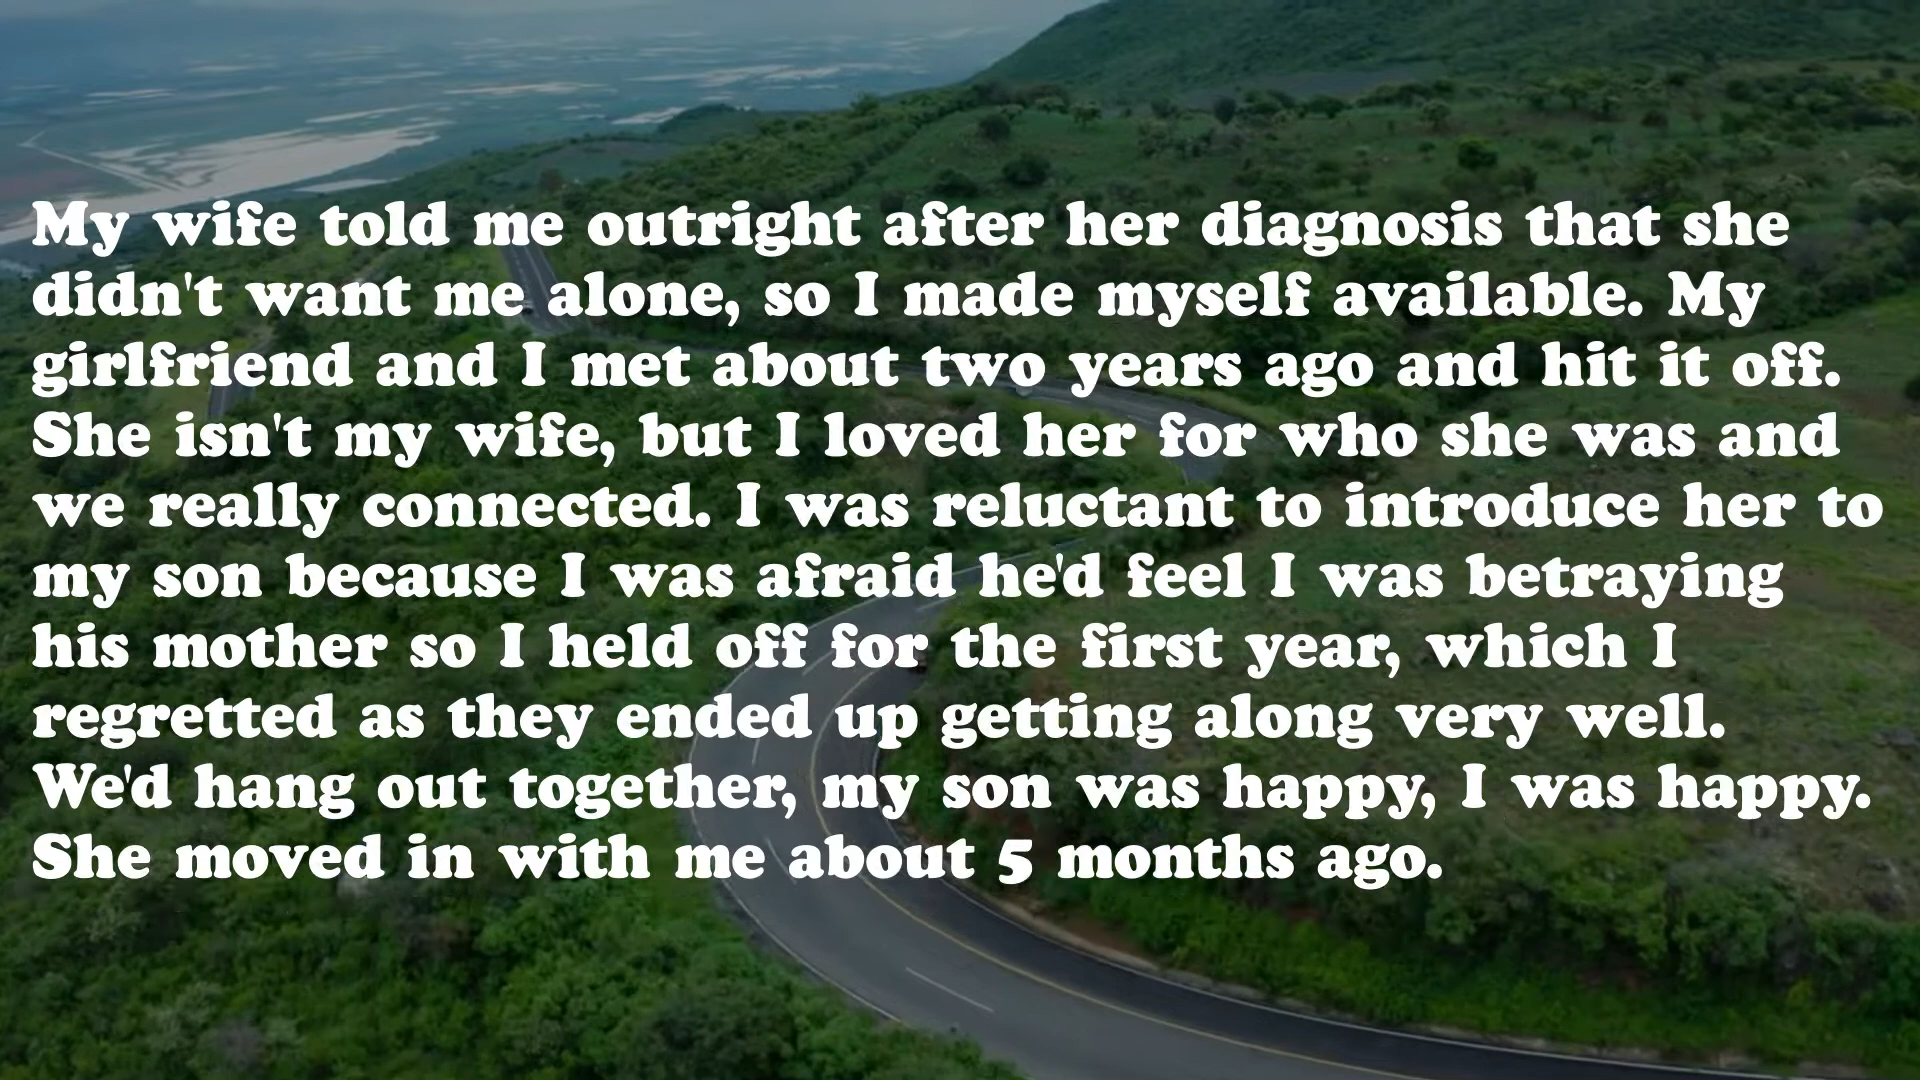 My wife told me outright after her diagnosis that she
didn't want me alone, so I made myself available. My
girlfriend and I met about two years ago and hit it off.
She isn't my wife, but I loved her for who she was and
we really connected. I was reluctant to introduce her to
my son because I was afraid he'd feel I was betraying
his mother so I held off for the first year, which I
regretted as they ended up getting along very well.
We'd hang out together, my son was happy, I was happy.
She moved in with me about 5 months ago.